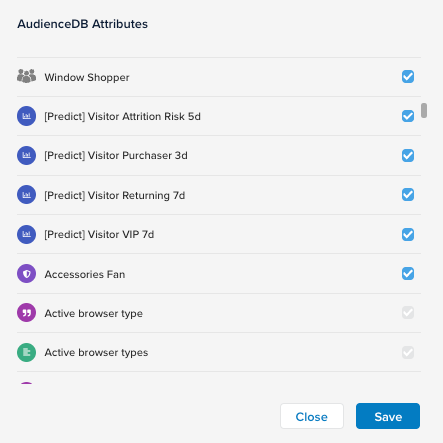 AudienceDB Attributes
Window Shopper
[Predict] Visitor Attrition Risk 5d
[Predict] Visitor Purchaser 3d
[Predict] Visitor Returning 7d
[Predict] Visitor VIP 7d
Accessories Fan
Active browser type
Active browser types
Close Save